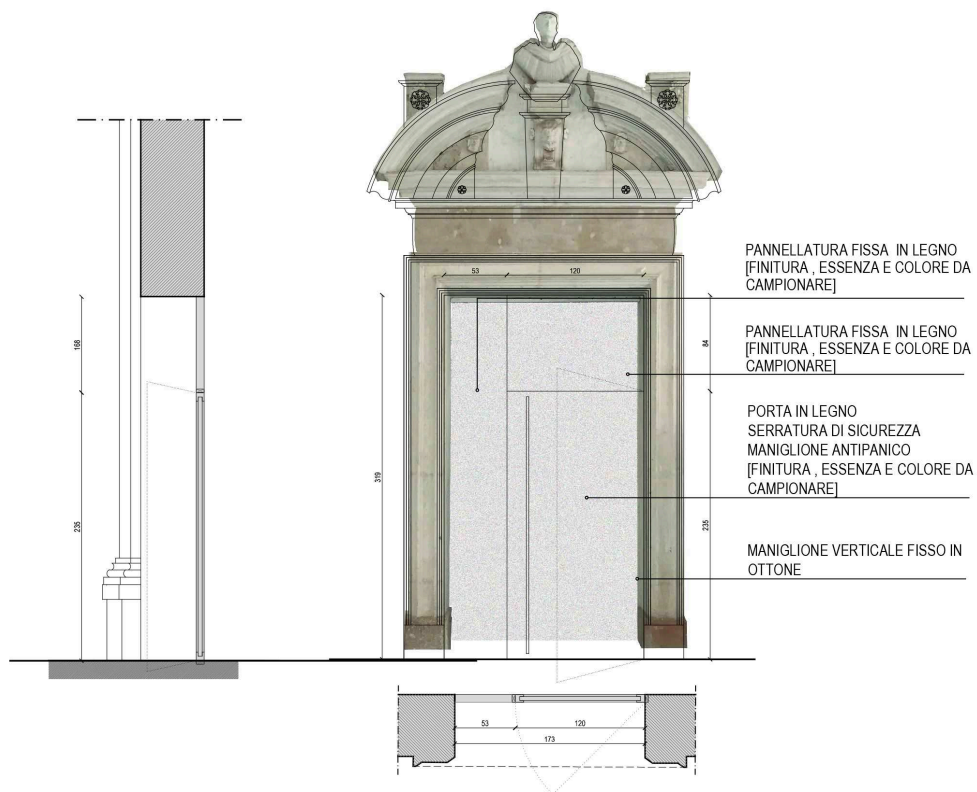 PANNELLATURA FISSA IN LEGNO
[FINITURA , ESSENZA E COLORE DA
CAMPIONARE]
PANNELLATURA FISSA IN LEGNO
[FINITURA , ESSENZA E COLORE DA
CAMPIONARE]
PORTA IN LEGNO
SERRATURA DI SICUREZZA
MANIGLIONE ANTIPANICO
[FINITURA , ESSENZA E COLORE DA
CAMPIONARE]
MANIGLIONE VERTICALE FISSO IN
OTTONE
53 120
168
84
319
235
235
53 120
173